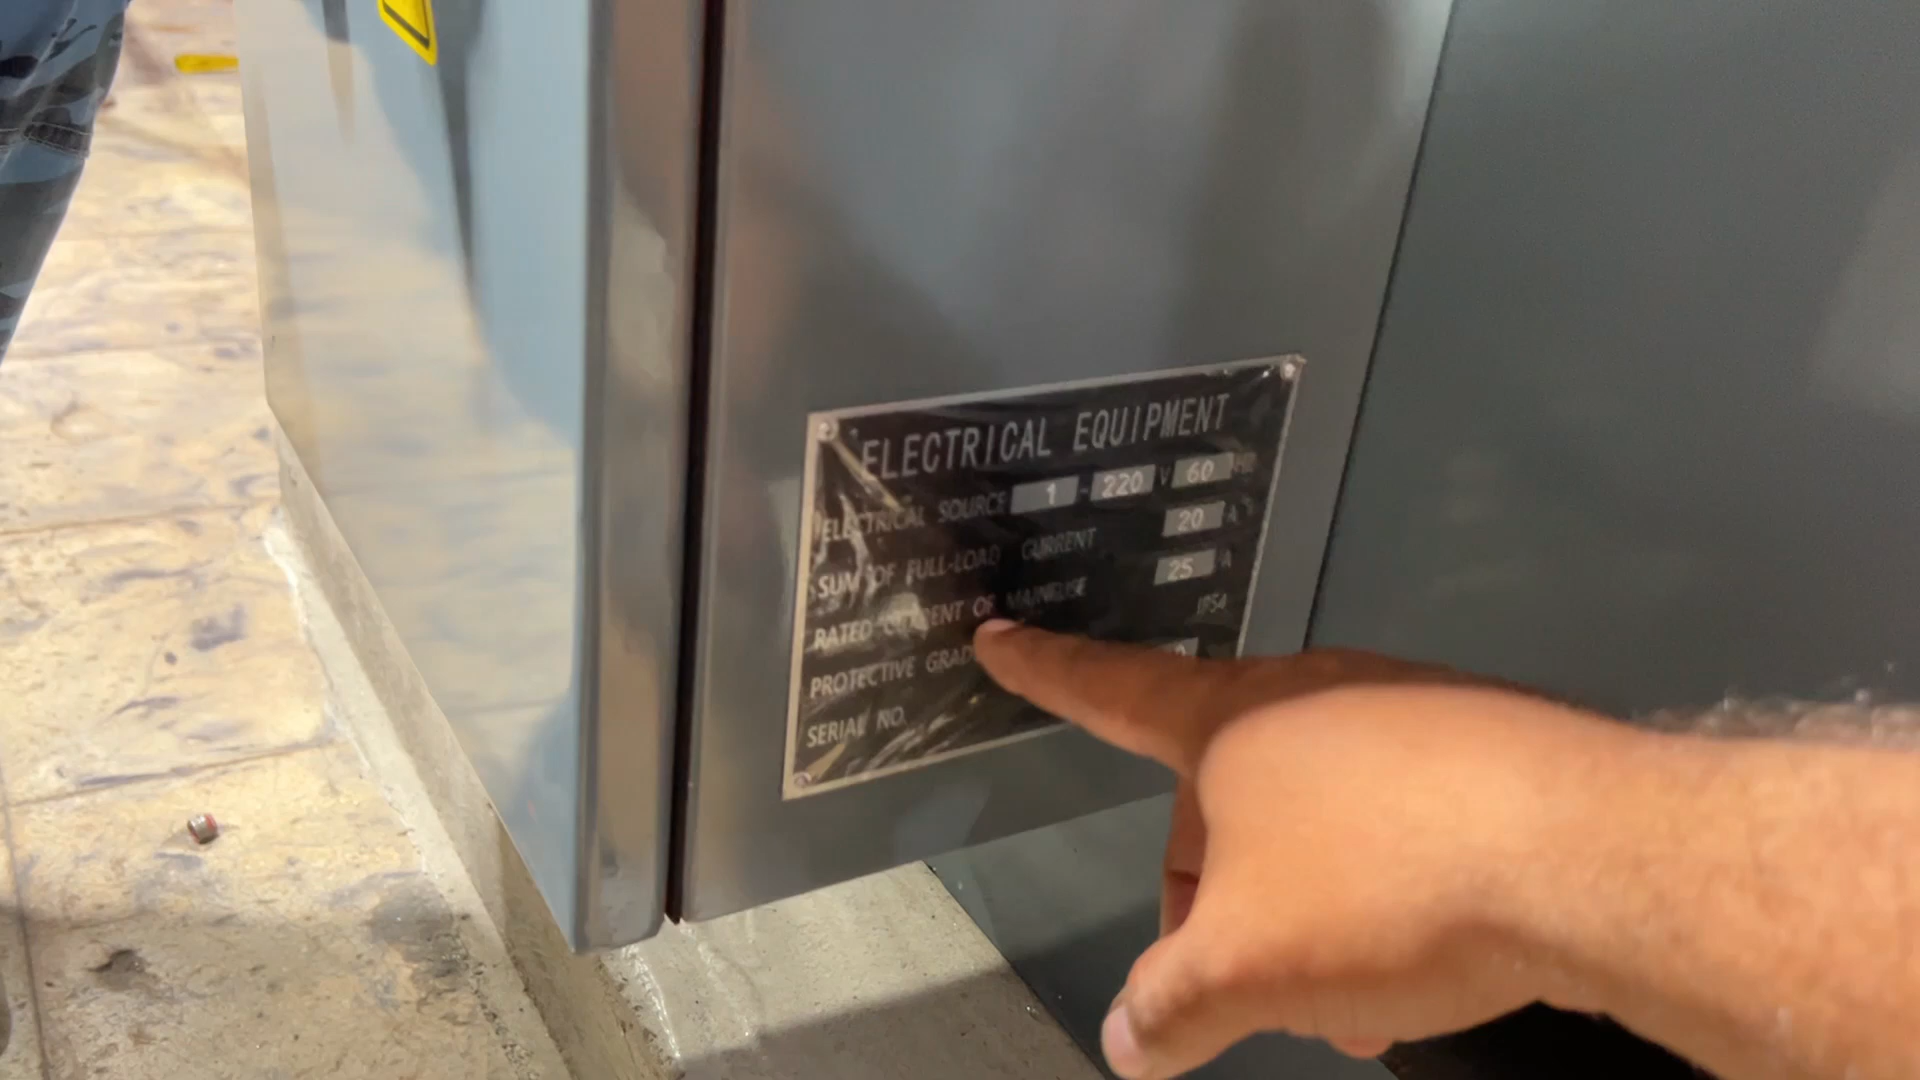 ELECTRICAL EQUIPMENT
ELECTRICAL SOURCE 1 ~ 220 V 60 HZ
SUM OF FULL-LOAD CURRENT 20 A
RATED CURRENT OF MAINFUSE 25 A
PROTECTIVE GRADE IP54
SERIAL NO.